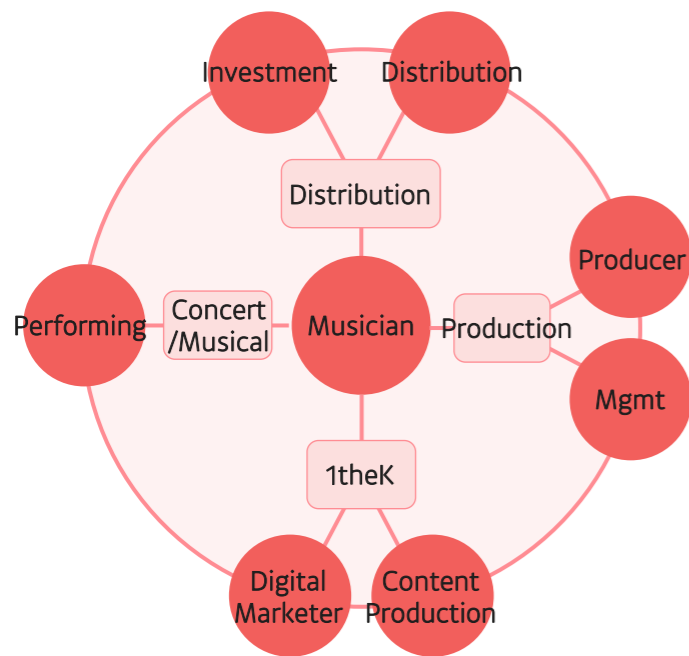 Investment
Distribution
Distribution
Producer
Performing
Concert
/Musical
Musician
Production
Mgmt
1theK
Digital
Marketer
Content
Production